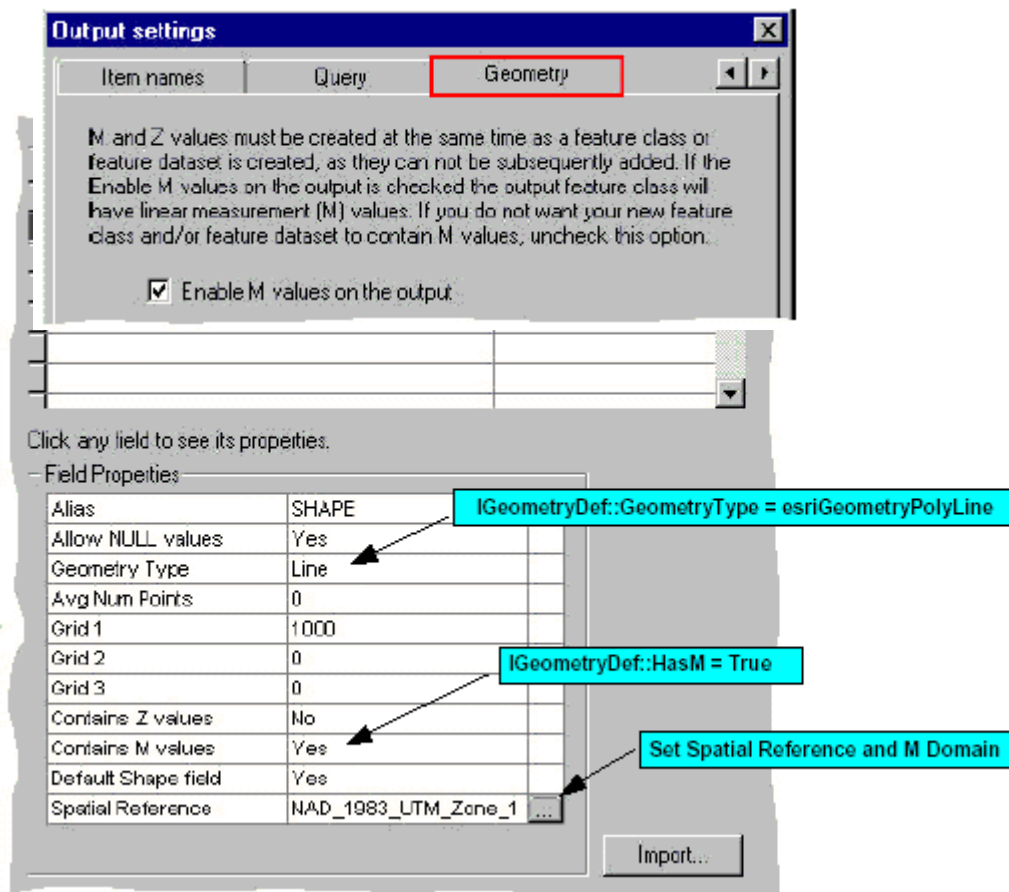 Output settings
Item names Query Geometry
M and Z values must be created at the same time as a feature class or
feature dataset is created, as they can not be subsequently added. If the
Enable M values on the output is checked the output feature class will
have linear measurement (M) values. If you do not want your new feature
class and/or feature dataset to contain M values, uncheck this option.
Enable M values on the output
Click any field to see its properties.
Field Properties
Alias SHAPE
IGeometryDef::GeometryType = esriGeometryPolyLine
Allow NULL values Yes
Geometry Type Line
Avg Num Points 0
Grid 1 1000
Grid 2 0
IGeometryDef::HasM = True
Grid 3 0
Contains Z values No
Contains M values Yes
Set Spatial Reference and M Domain
Default Shape field Yes
Spatial Reference NAD_1983_UTM_Zone_1 ...
Import...